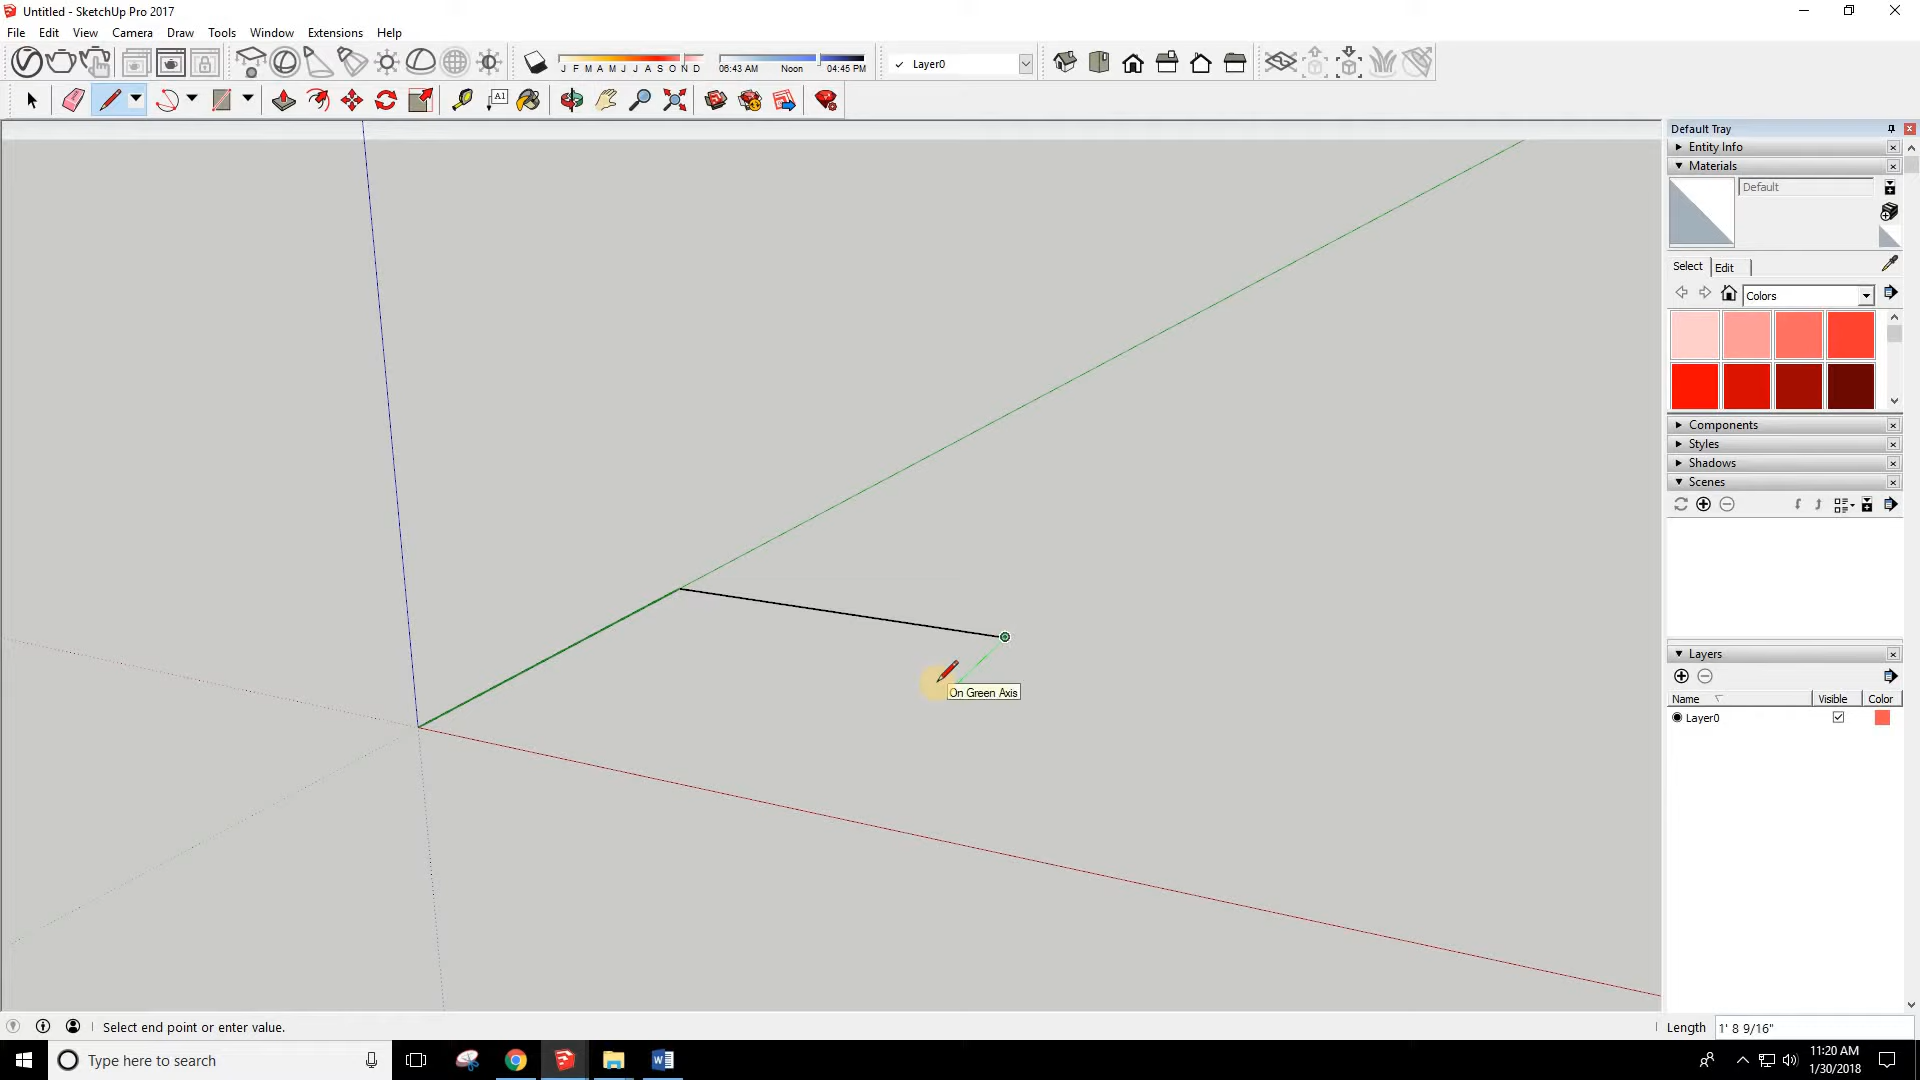 Untitled - SketchUp Pro 2017
File Edit View Camera Draw Tools Window Extensions Help
J F M A M J J A S O N D
06:43 AM Noon 04:45 PM
Layer0
A1
Default Tray
Entity Info
Materials
Default
Select Edit
Colors
Components
Styles
Shadows
Scenes
On Green Axis
Layers
Name Visible Color
Layer0
Select end point or enter value.
Length 1' 8 9/16"
Type here to search
11:20 AM
1/30/2018